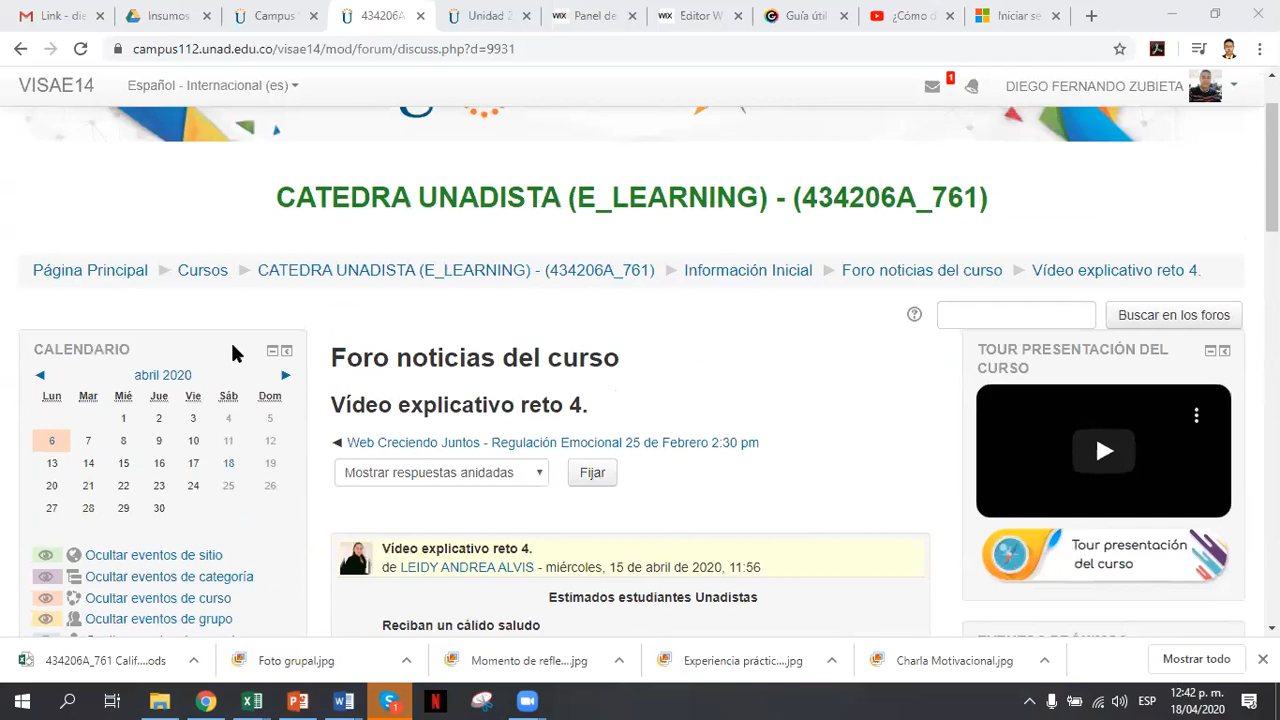 Link - di
Insumos
Campus
434206A
Unidad 2
WIX Panel de
WIX Editor W
Guía útil
¿Cómo d
Iniciar se
campus112.unad.edu.co/visae14/mod/forum/discuss.php?d=9931
VISAE14 Español - Internacional (es) 1 DIEGO FERNANDO ZUBIETA
CATEDRA UNADISTA (E_LEARNING) - (434206A_761)
Página Principal Cursos CATEDRA UNADISTA (E_LEARNING) - (434206A_761) Información Inicial Foro noticias del curso Vídeo explicativo reto 4.
Buscar en los foros
CALENDARIO
abril 2020
Lun Mar Mié Jue Vie Sáb Dom
1 2 3 4 5
6 7 8 9 10 11 12
13 14 15 16 17 18 19
20 21 22 23 24 25 26
27 28 29 30
Ocultar eventos de sitio
Ocultar eventos de categoría
Ocultar eventos de curso
Ocultar eventos de grupo
Foro noticias del curso
Vídeo explicativo reto 4.
Web Creciendo Juntos - Regulación Emocional 25 de Febrero 2:30 pm
Mostrar respuestas anidadas Fijar
Vídeo explicativo reto 4.
de LEIDY ANDREA ALVIS - miércoles, 15 de abril de 2020, 11:56
Estimados estudiantes Unadistas
Reciban un cálido saludo
TOUR PRESENTACIÓN DEL
CURSO
Tour presentación
del curso
434206A_761 Calif....ods Foto grupal.jpg Momento de refle....jpg Experiencia práctic....jpg Charla Motivacional.jpg Mostrar todo
ESP
12:42 p. m.
18/04/2020